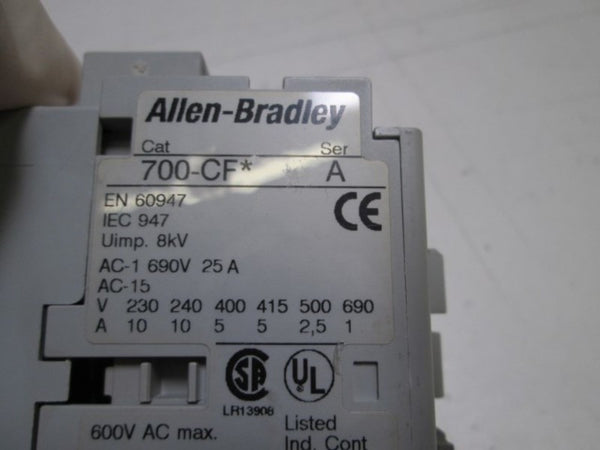 Allen-Bradley
Cat Ser
700-CF* A
EN 60947
IEC 947
Uimp. 8kV
CE
AC-1 690V 25 A
AC-15
V 230 240 400 415 500 690
A 10 10 5 5 2,5 1
SA UL
LR13908
600V AC max.
Listed
Ind. Cont